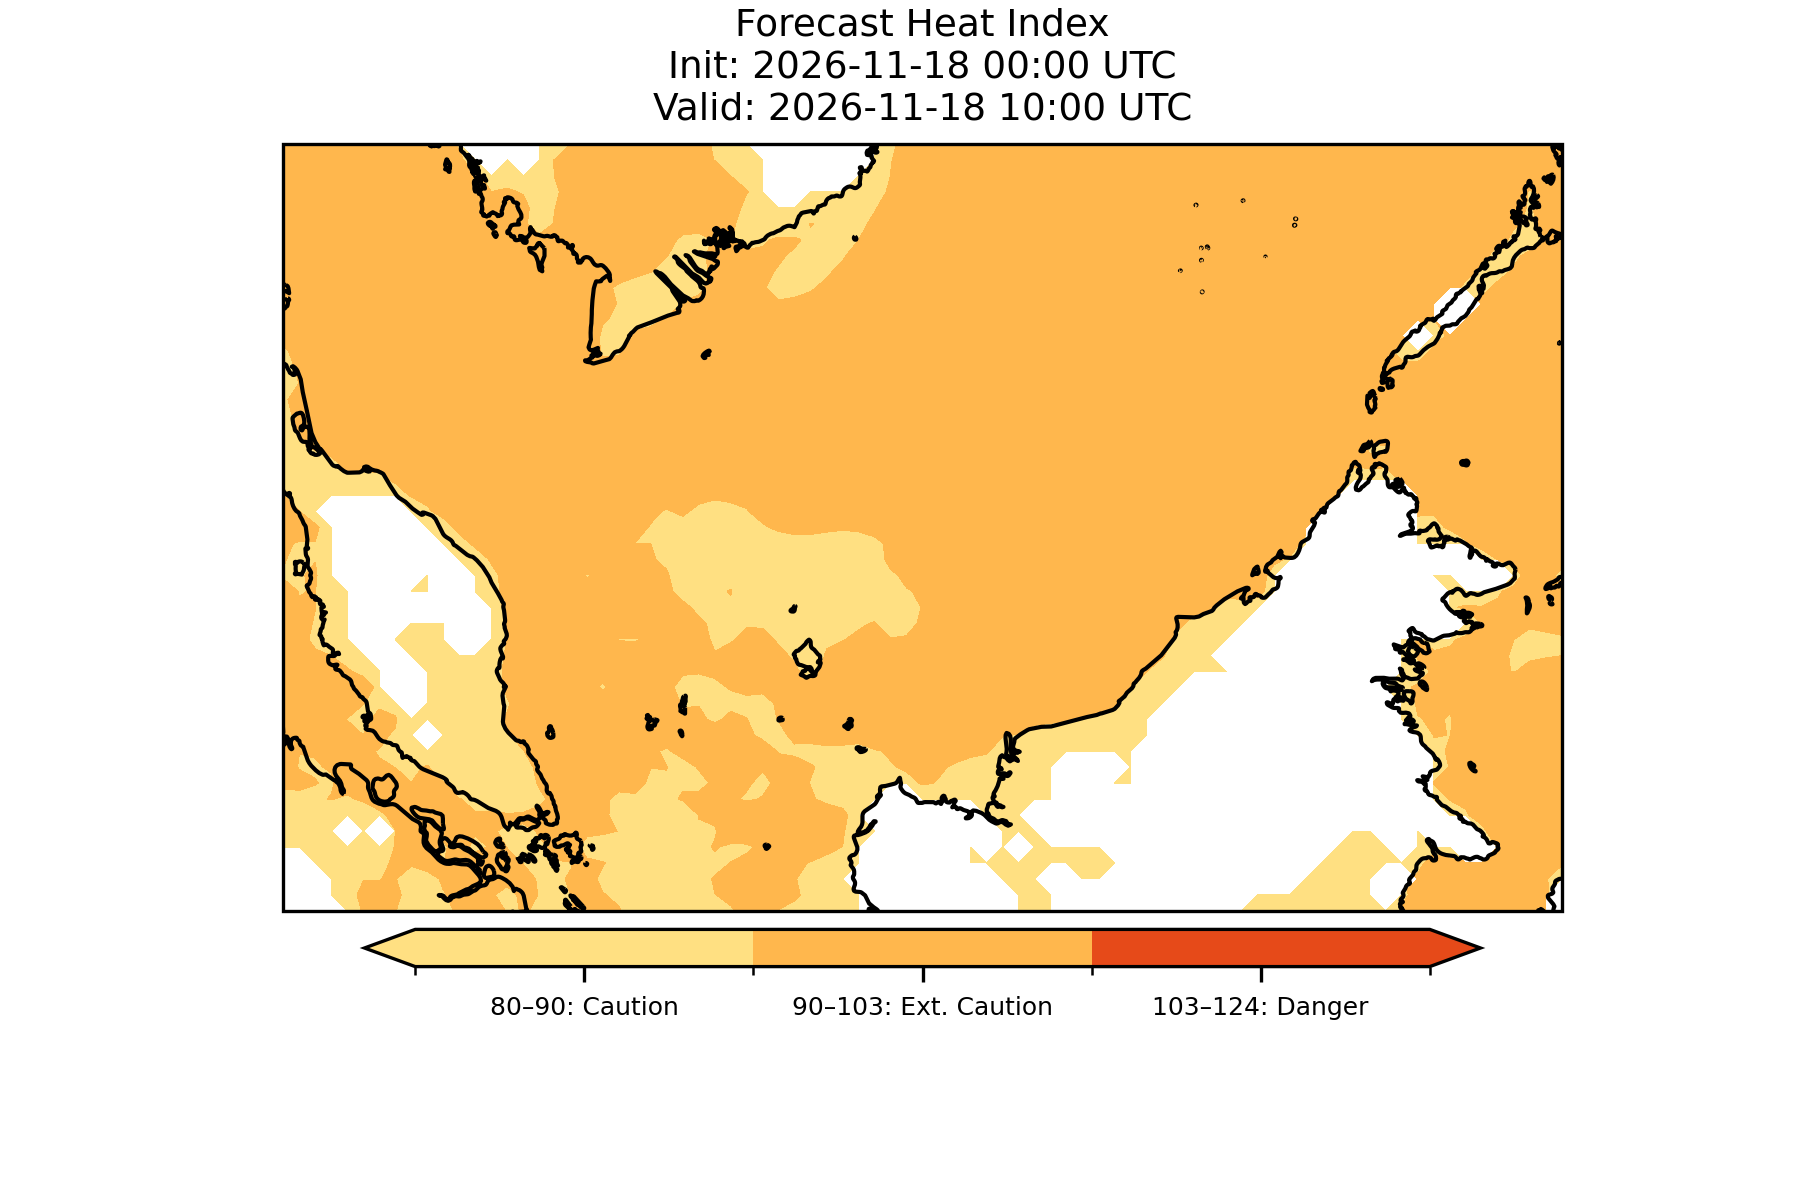 Forecast Heat Index
Init: 2026-11-18 00:00 UTC
Valid: 2026-11-18 10:00 UTC
80–90: Caution
90–103: Ext. Caution
103–124: Danger